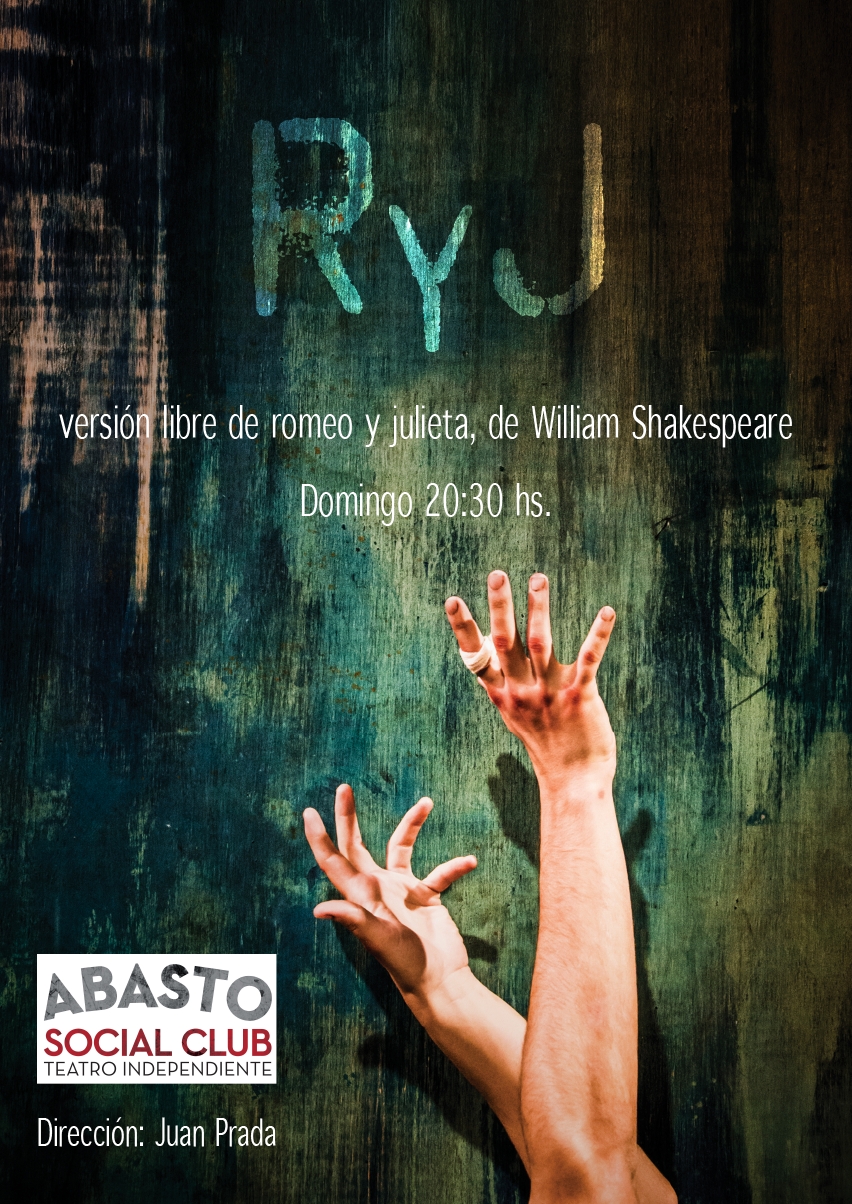 RyJ
versión libre de romeo y julieta, de William Shakespeare
Domingo 20:30 hs.
ABASTO
SOCIAL CLUB
TEATRO INDEPENDIENTE
Dirección: Juan Prada